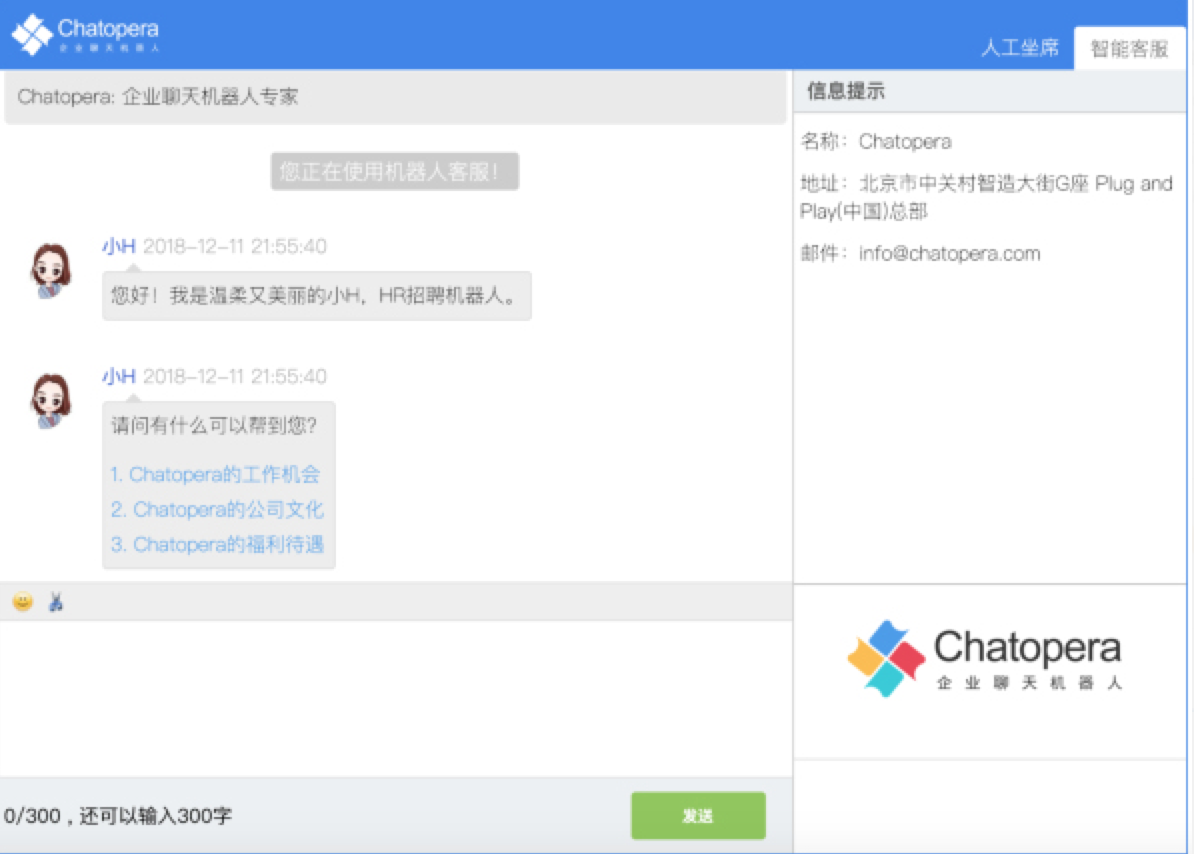 Chatopera
企业聊天机器人
人工坐席
智能客服
Chatopera: 企业聊天机器人专家
您正在使用机器人客服!
小H 2018-12-11 21:55:40
您好！我是温柔又美丽的小H，HR招聘机器人。
小H 2018-12-11 21:55:40
请问有什么可以帮到您?
1. Chatopera的工作机会
2. Chatopera的公司文化
3. Chatopera的福利待遇
0/300 , 还可以输入300字
发送
信息提示
名称： Chatopera
地址： 北京市中关村智造大街G座 Plug and
Play(中国)总部
邮件： info@chatopera.com
Chatopera
企业聊天机器人